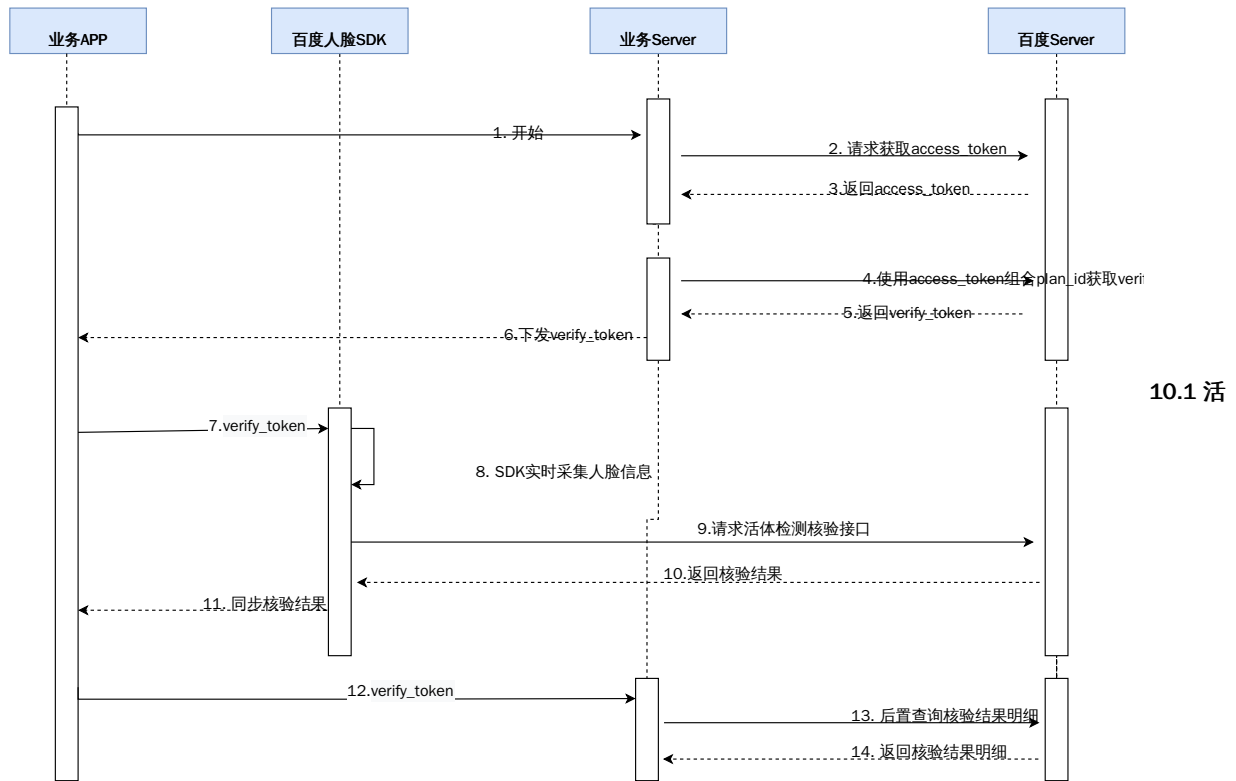 业务APP
百度人脸SDK
业务Server
百度Server
1. 开始
2. 请求获取access_token
3.返回access_token
4.使用access_token组合plan_id获取veri
5.返回verify_token
6.下发verify_token
10.1 活
7.verify_token
8. SDK实时采集人脸信息
9.请求活体检测核验接口
10.返回核验结果
11. 同步核验结果
12.verify_token
13. 后置查询核验结果明细
14. 返回核验结果明细